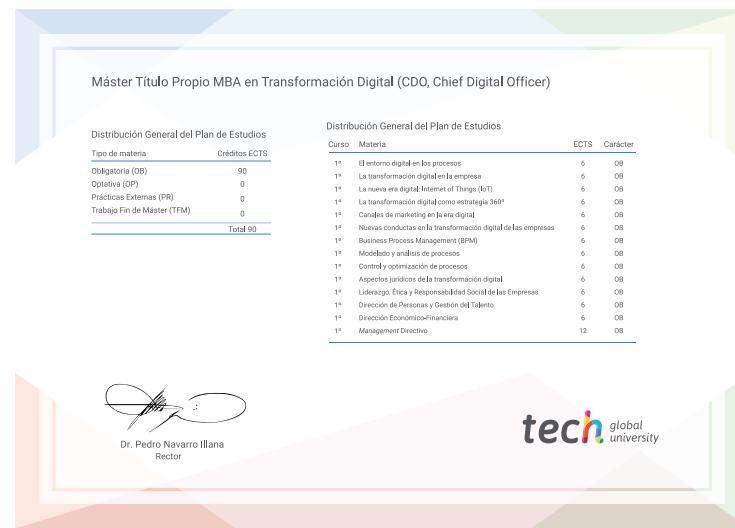 Máster Título Propio MBA en Transformación Digital (CDO, Chief Digital Officer)
Distribución General del Plan de Estudios
Tipo de materia Créditos ECTS
Obligatoria (OB) 90
Optativa (OP) 0
Prácticas Externas (PR) 0
Trabajo Fin de Máster (TFM) 0
Total 90
Distribución General del Plan de Estudios
Curso Materia ECTS Carácter
1º El entorno digital en los procesos 6 OB
1º La transformación digital en la empresa 6 OB
1º La nueva era digital: Internet of Things (IoT) 6 OB
1º La transformación digital como estrategia 360º 6 OB
1º Canales de marketing en la era digital 6 OB
1º Nuevas conductas en la transformación digital de las empresas 6 OB
1º Business Process Management (BPM) 6 OB
1º Modelado y análisis de procesos 6 OB
1º Control y optimización de procesos 6 OB
1º Aspectos jurídicos de la transformación digital 6 OB
1º Liderazgo, Ética y Responsabilidad Social de las Empresas 6 OB
1º Dirección de Personas y Gestión del Talento 6 OB
1º Dirección Económico-Financiera 6 OB
1º Management Directivo 12 OB
Dr. Pedro Navarro Illana
Rector
tech global
university